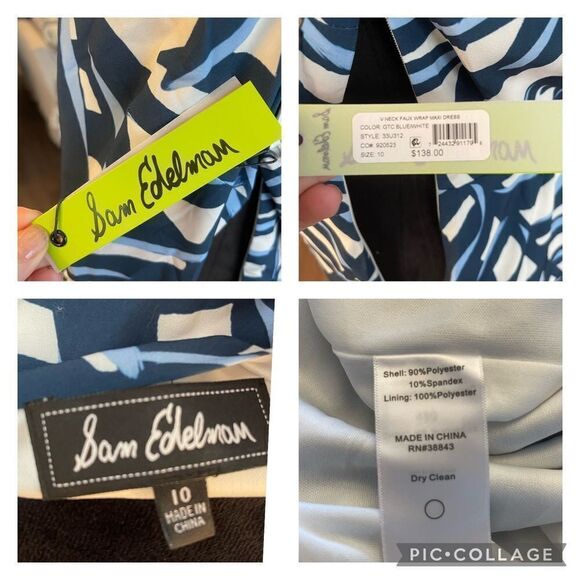 Sam Edelman
V NECK FAUX WRAP MAXI DRESS
COLOR: GTC BLUE/WHITE
STYLE: 33U312
CO#: 920523
SIZE: 10
$138.00
Sam Edelman
10
MADE IN
CHINA
Shell: 90%Polyester
10%Spandex
Lining: 100%Polyester
MADE IN CHINA
RN#38843
Dry Clean
PIC•COLLAGE